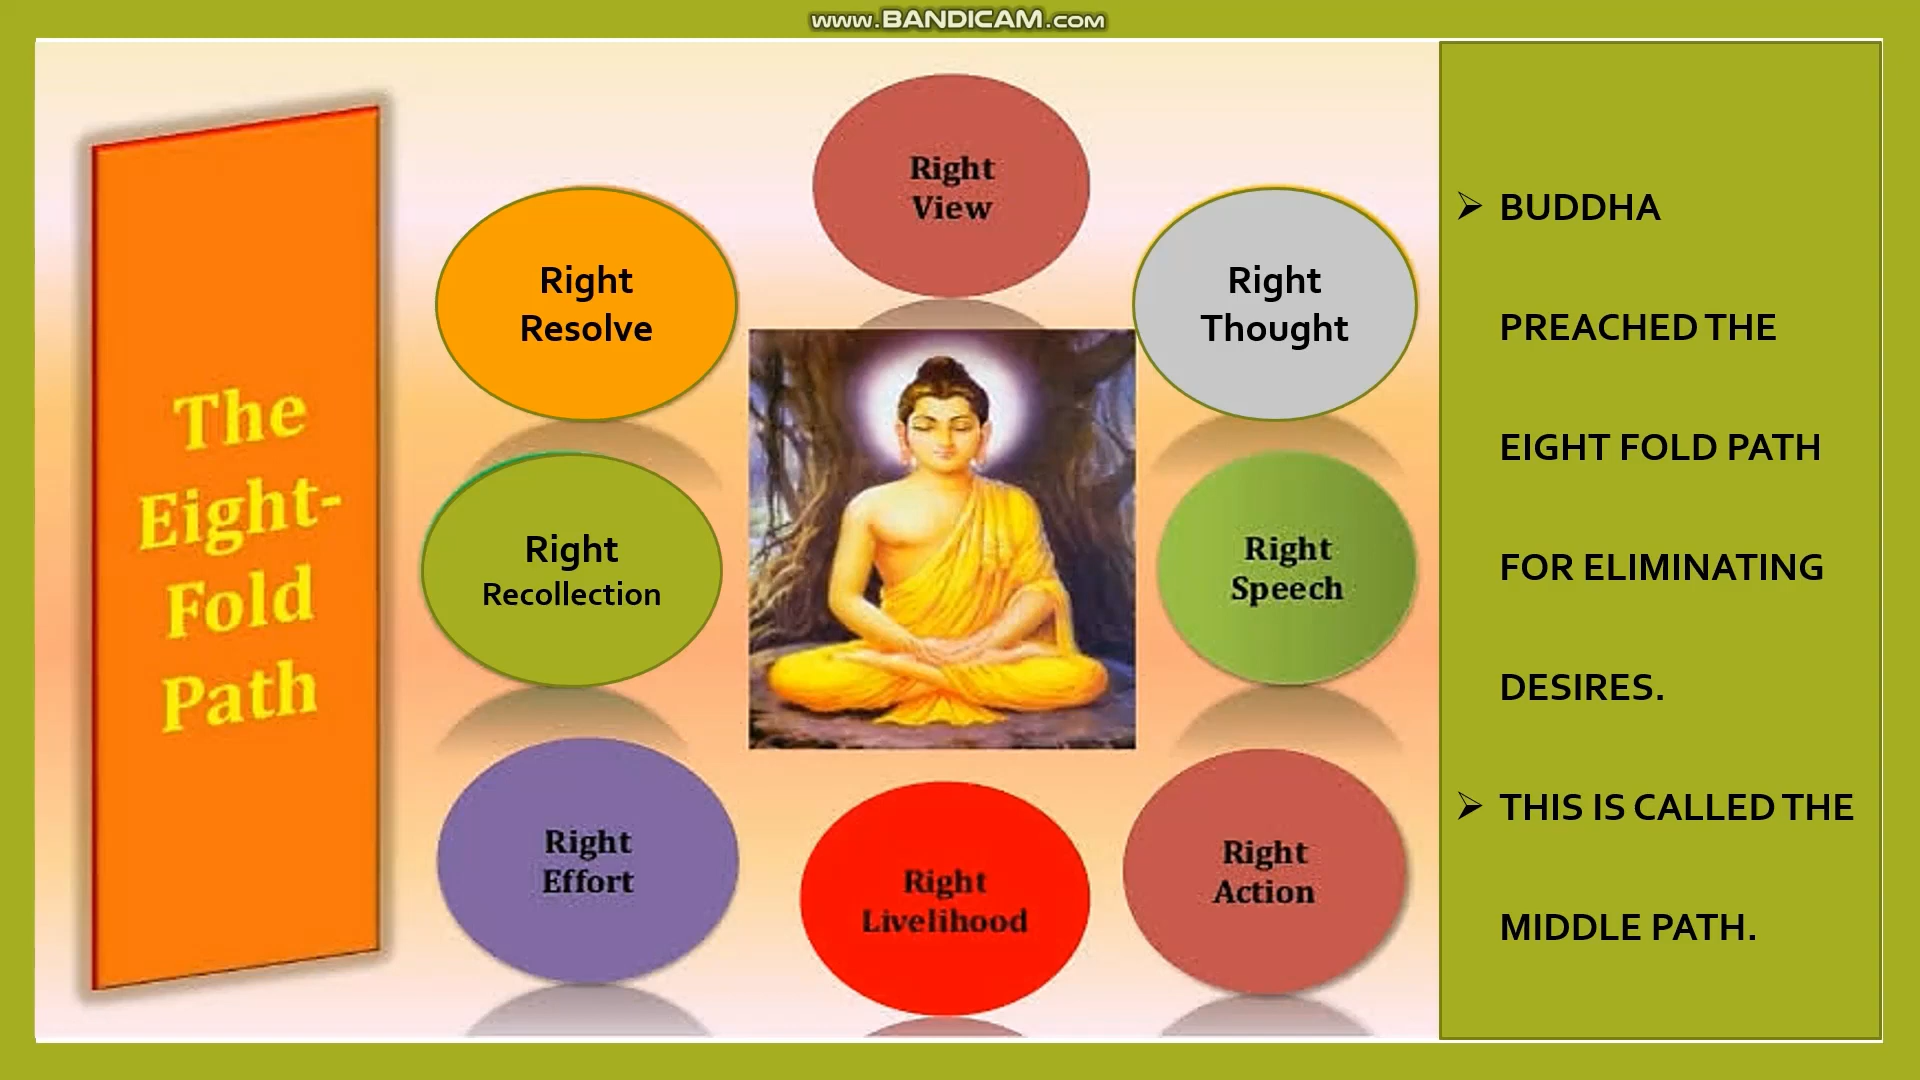 www.BANDICAM.com
The
Eight-
Fold
Path
Right
View
Right
Thought
Right
Speech
Right
Action
Right
Livelihood
Right
Effort
Right
Recollection
Right
Resolve
➢ BUDDHA
PREACHED THE
EIGHT FOLD PATH
FOR ELIMINATING
DESIRES.
➢ THIS IS CALLED THE
MIDDLE PATH.